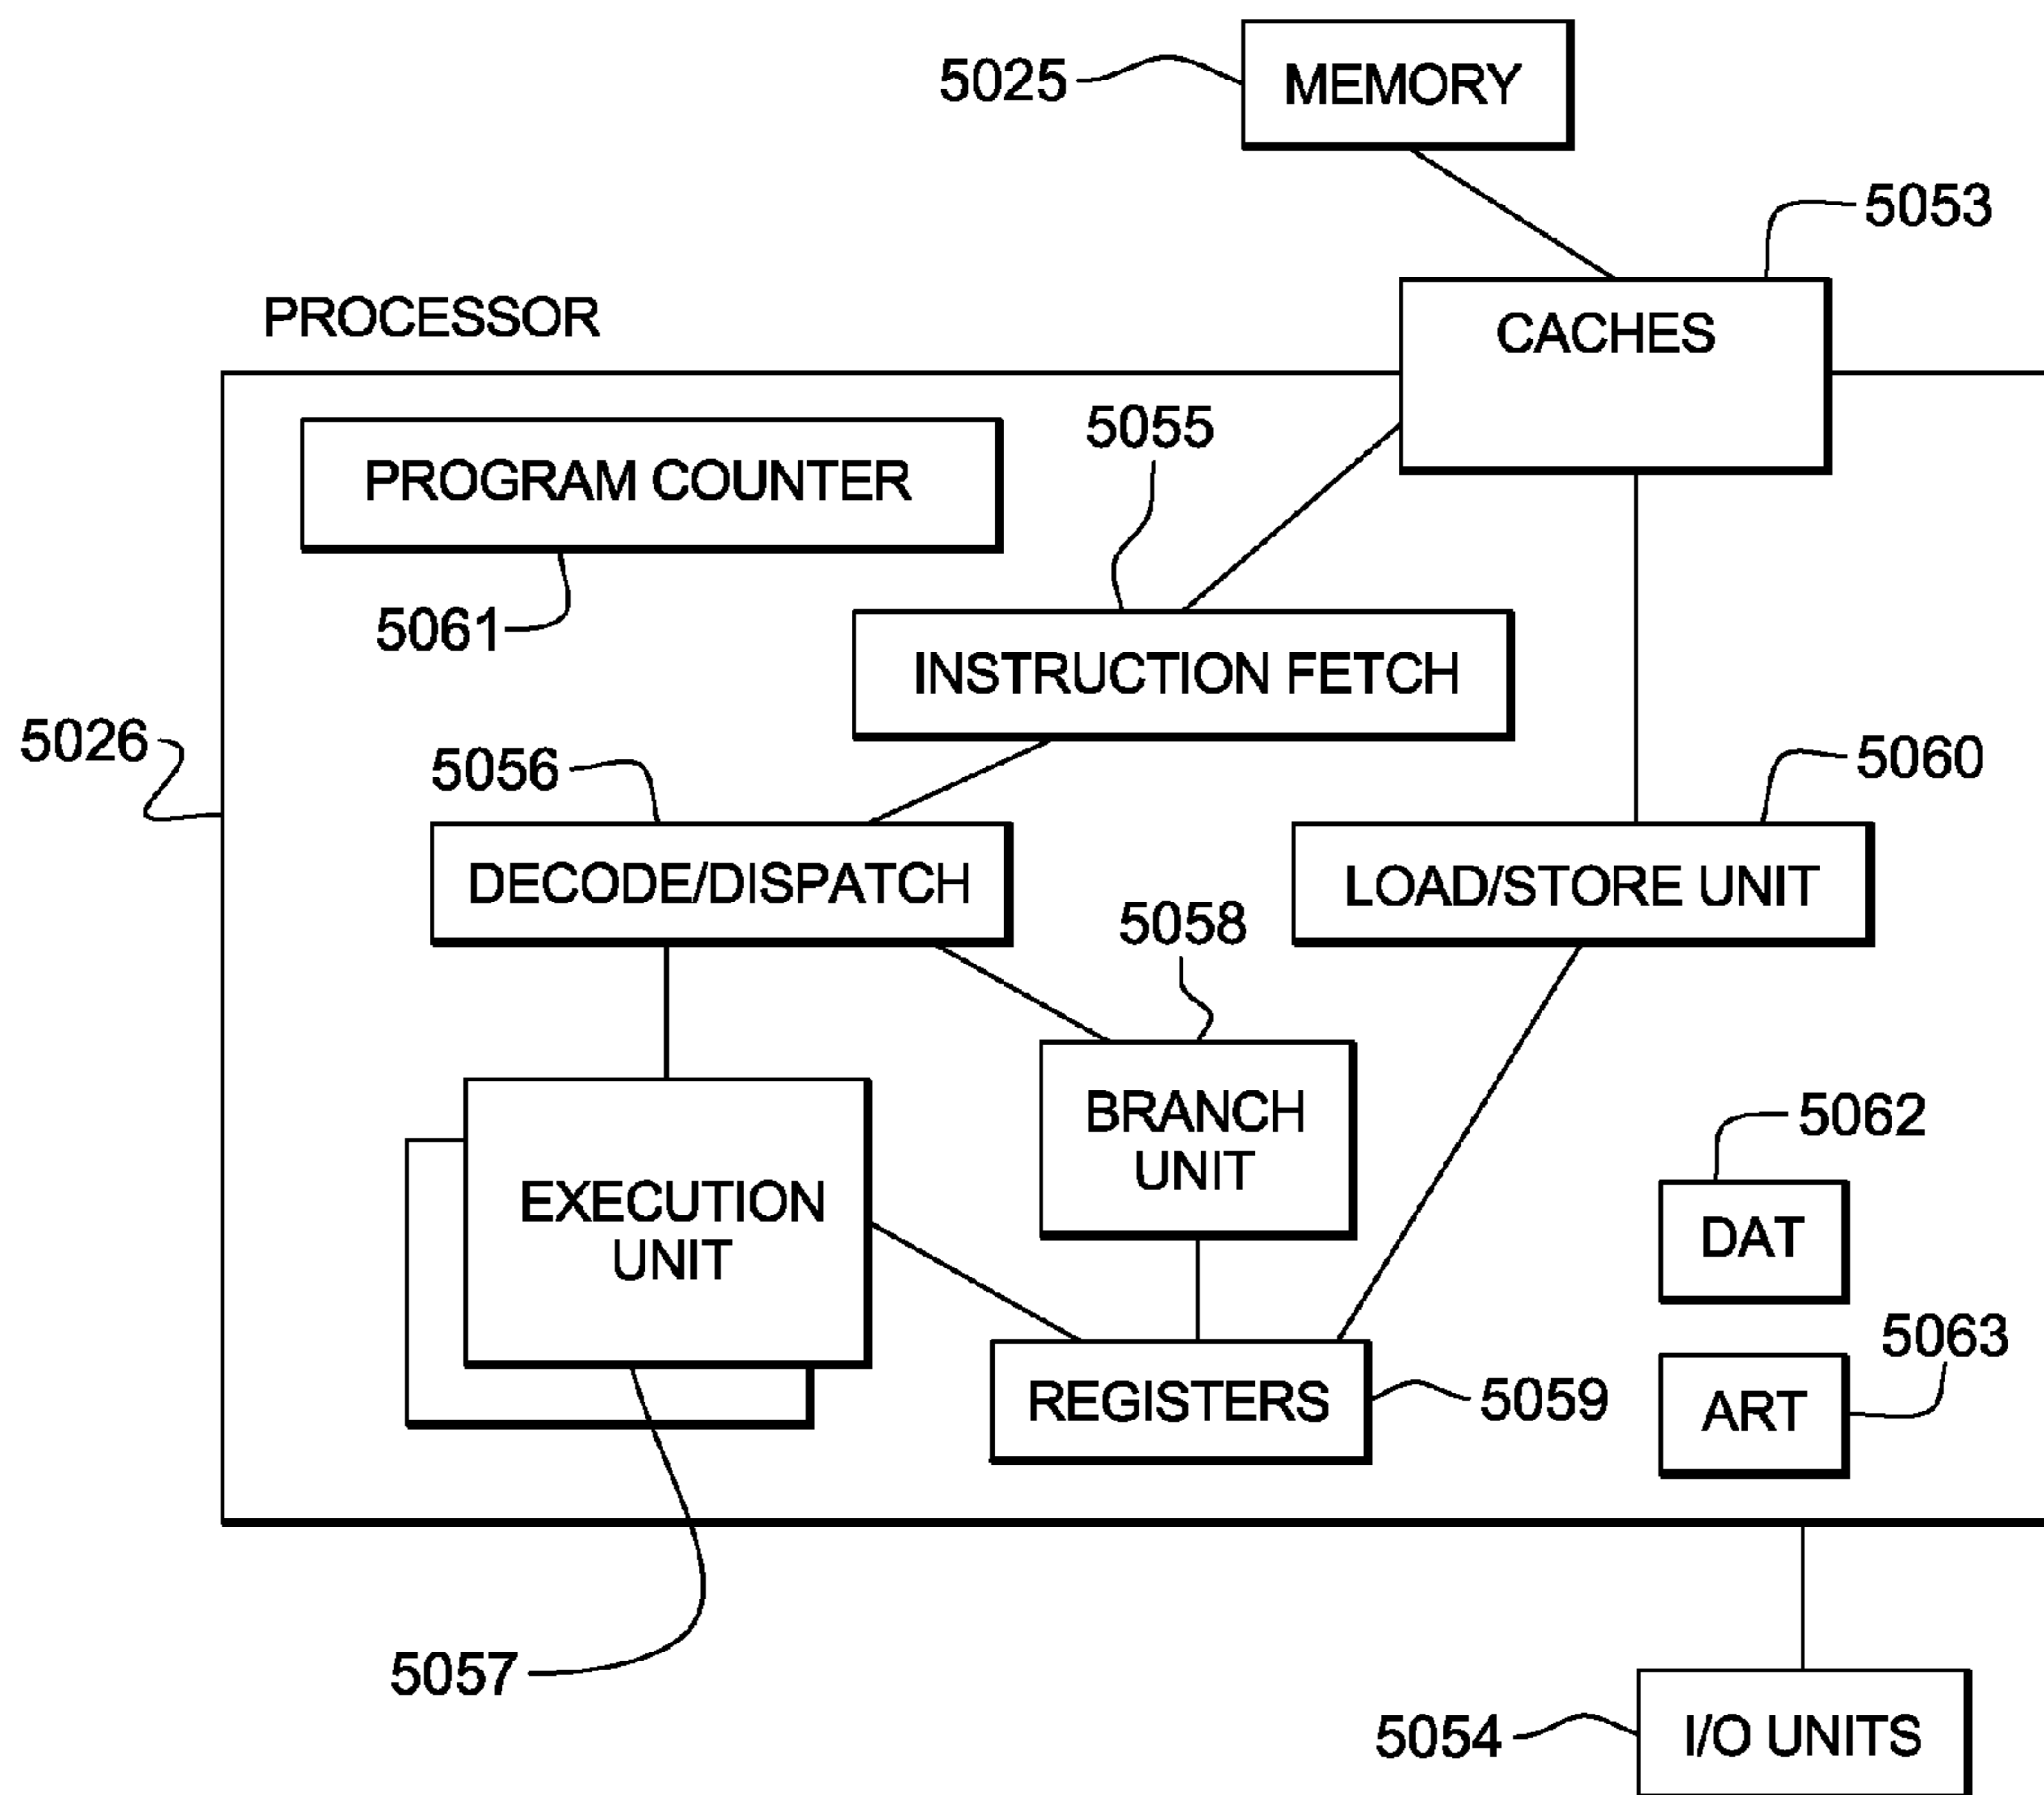 MEMORY
5025
5053
CACHES
PROCESSOR
5055
PROGRAM COUNTER
5061
INSTRUCTION FETCH
5026
5056
5060
DECODE/DISPATCH
LOAD/STORE UNIT
5058
BRANCH
UNIT
5062
EXECUTION
UNIT
DAT
5063
REGISTERS
5059
ART
5057
5054
I/O UNITS